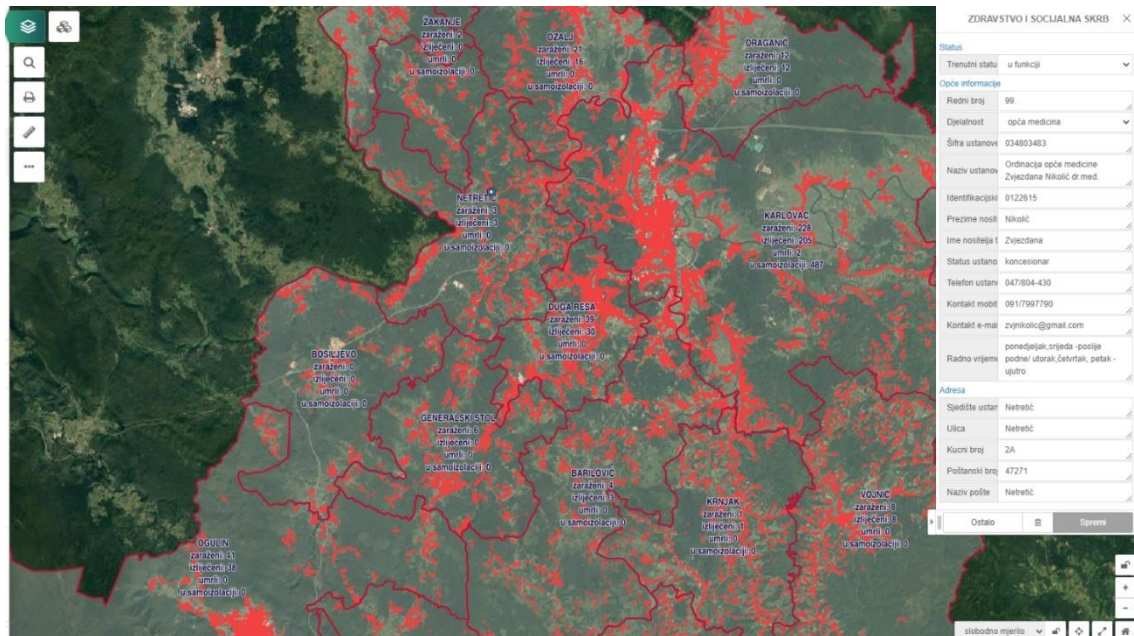 ŽAKANJE
zaraženi: 2
izliječeni: 0
umrli: 0
u samoizolaciji: 0
OZALJ
zaraženi: 21
izliječeni: 16
umrli: 0
u samoizolaciji: 0
DRAGANIĆ
zaraženi: 12
izliječeni: 12
umrli: 0
u samoizolaciji: 0
NETRETIĆ
zaraženi: 3
izliječeni: 3
umrli: 0
u samoizolaciji: 0
KARLOVAC
zaraženi: 228
izliječeni: 205
umrli: 2
u samoizolaciji: 487
DUGA RESA
zaraženi: 39
izliječeni: 30
umrli: 0
u samoizolaciji: 0
BOSILJEVO
zaraženi: 0
izliječeni: 0
umrli: 0
u samoizolaciji: 0
GENERALSKI STOL
zaraženi: 6
izliječeni: 0
umrli: 0
u samoizolaciji: 0
BARILOVIĆ
zaraženi: 4
izliječeni: 3
umrli: 0
u samoizolaciji: 0
KRNJAK
zaraženi: 1
izliječeni: 1
umrli: 0
u samoizolaciji: 0
VOJNIĆ
zaraženi: 8
izliječeni: 8
umrli: 0
u samoizolaciji: 0
OGULIN
zaraženi: 41
izliječeni: 38
umrli: 0
u samoizolaciji: 0
ZDRAVSTVO I SOCIJALNA SKRB
Status
Trenutni statu u funkciji
Opće informacije
Redni broj 99.
Djelatnost opća medicina
Šifra ustanove 034803483
Naziv ustanov Ordinacija opće medicine
Zvjezdana Nikolić dr.med.
Identifikacijski 0122615
Prezime nosit Nikolić
Ime nositelja t Zvjezdana
Status ustano koncesionar
Telefon ustan 047/804-430
Kontakt mobit 091/7997790
Kontakt e-mai zvjnikolic@gmail.com
Radno vrijeme ponedjeljak,srijeda -poslije
podne/ utorak,četvrtak, petak -
ujutro
Adresa
Sjedište ustar Netretić
Ulica Netretić
Kucni broj 2A
Poštanski broj 47271
Naziv pošte Netretić
Ostalo Spremi
slobodno mjerilo